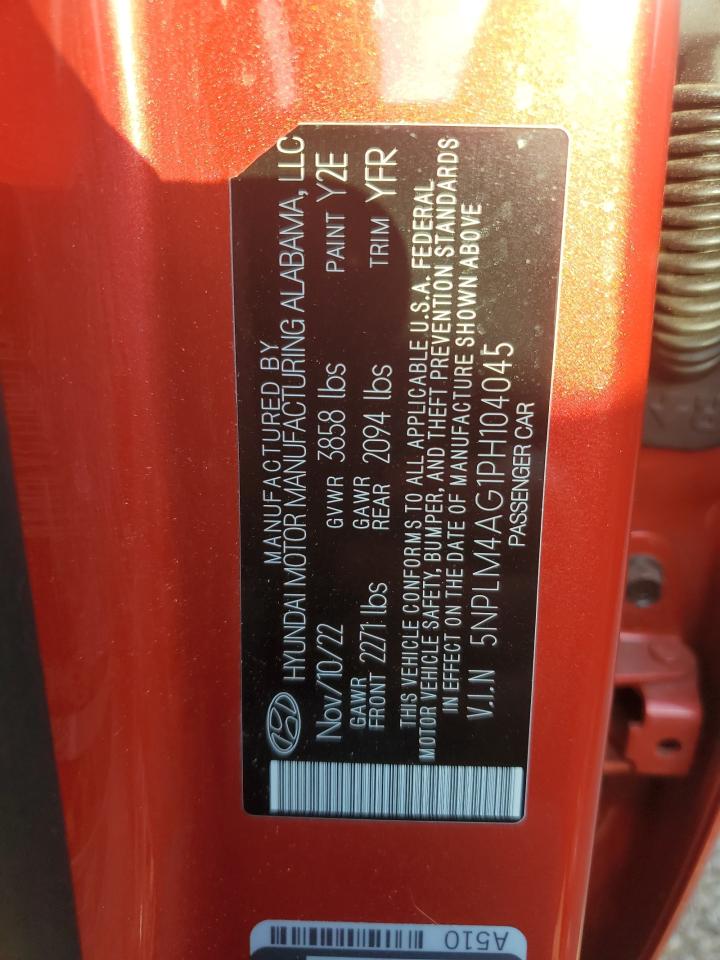 MANUFACTURED BY
HYUNDAI MOTOR MANUFACTURING ALABAMA, LLC
Nov/10/22 GVWR 3858 lbs PAINT Y2E
GAWR FRONT 2271 lbs GAWR REAR 2094 lbs TRIM YFR
THIS VEHICLE CONFORMS TO ALL APPLICABLE U.S.A. FEDERAL
MOTOR VEHICLE SAFETY, BUMPER, AND THEFT PREVENTION STANDARDS
IN EFFECT ON THE DATE OF MANUFACTURE SHOWN ABOVE
V.I.N 5NPLM4AG1PH104045
PASSENGER CAR
A510